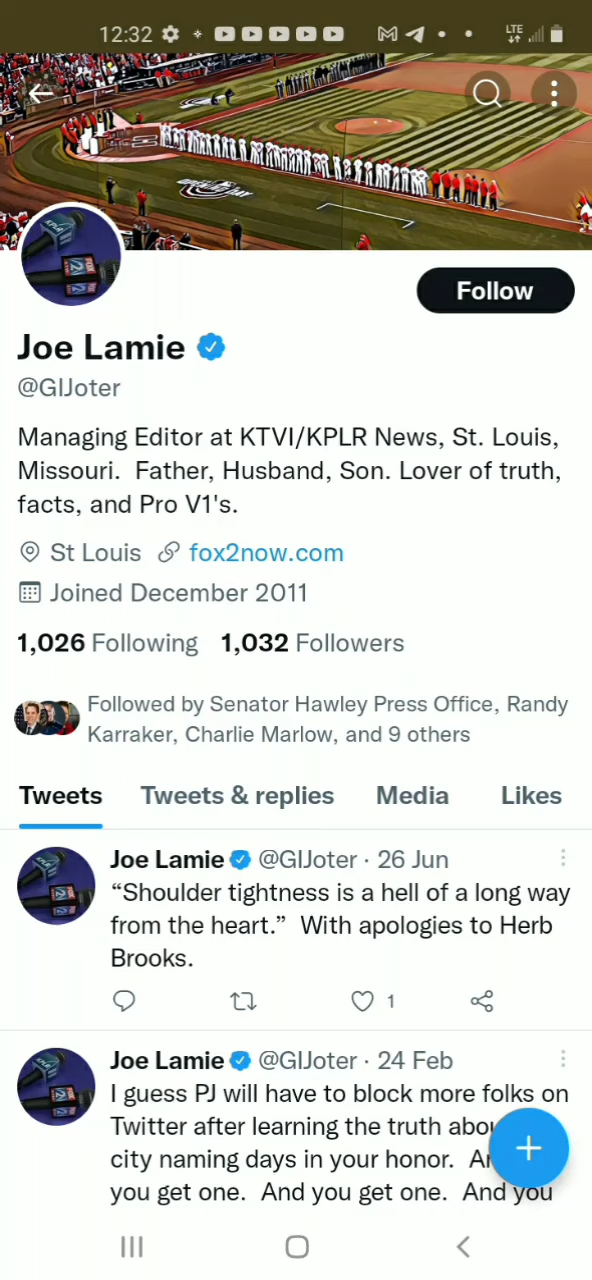 12:32
LTE
Follow
Joe Lamie
@GIJoter
Managing Editor at KTVI/KPLR News, St. Louis,
Missouri.  Father, Husband, Son. Lover of truth,
facts, and Pro V1's.
St Louis fox2now.com
Joined December 2011
1,026 Following 1,032 Followers
Followed by Senator Hawley Press Office, Randy
Karraker, Charlie Marlow, and 9 others
Tweets Tweets & replies Media Likes
Joe Lamie @GIJoter · 26 Jun
“Shoulder tightness is a hell of a long way
from the heart.”  With apologies to Herb
Brooks.
1
Joe Lamie @GIJoter · 24 Feb
I guess PJ will have to block more folks on
Twitter after learning the truth
city naming days in your honor.
you get one.  And you get one.  And you